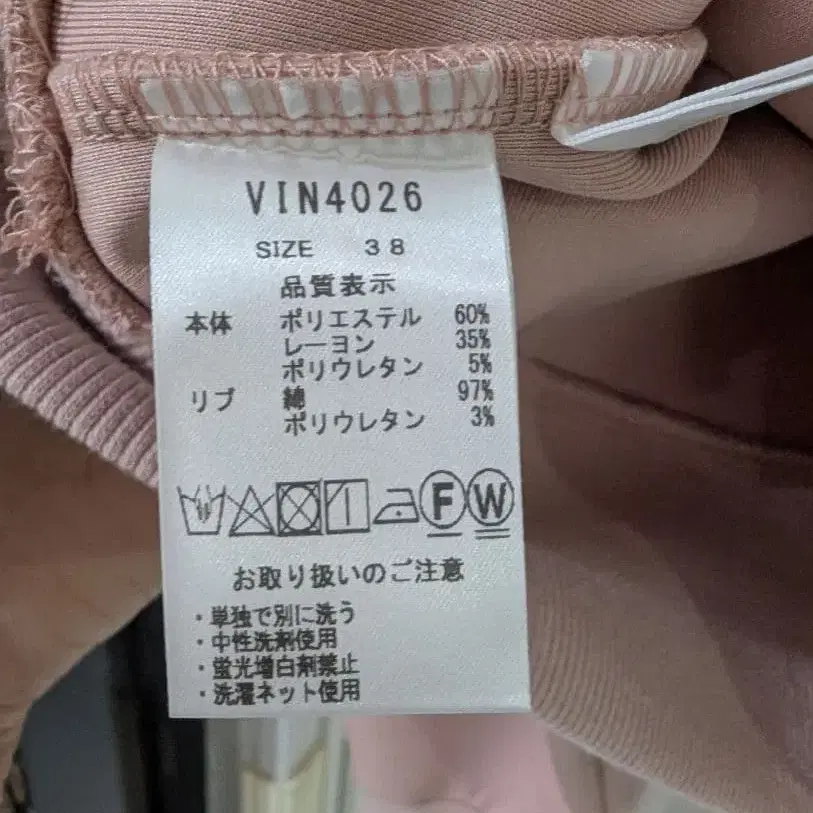 VIN4026
SIZE 38
品質表示
本体 ポリエステル 60%
レーヨン 35%
ポリウレタン 5%
リブ 綿 97%
ポリウレタン 3%
F W
お取り扱いのご注意
・単独で別に洗う
・中性洗剤使用
・蛍光増白剤禁止
・洗濯ネット使用